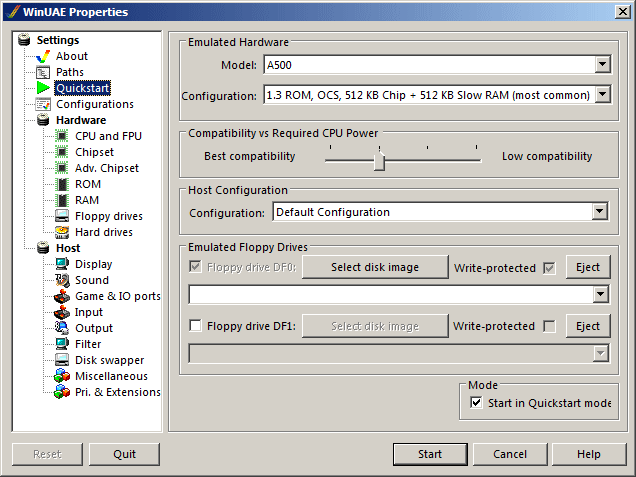 WinUAE Properties
Settings
About
Paths
Quickstart
Configurations
Hardware
CPU and FPU
Chipset
Adv. Chipset
ROM
RAM
Floppy drives
Hard drives
Host
Display
Sound
Game & IO ports
Input
Output
Filter
Disk swapper
Miscellaneous
Pri. & Extensions
Emulated Hardware
Model: A500
Configuration: 1.3 ROM, OCS, 512 KB Chip + 512 KB Slow RAM (most common)
Compatibility vs Required CPU Power
Best compatibility Low compatibility
Host Configuration
Configuration: Default Configuration
Emulated Floppy Drives
Floppy drive DF0: Select disk image Write-protected Eject
Floppy drive DF1: Select disk image Write-protected Eject
Mode
Start in Quickstart mode
Reset Quit Start Cancel Help